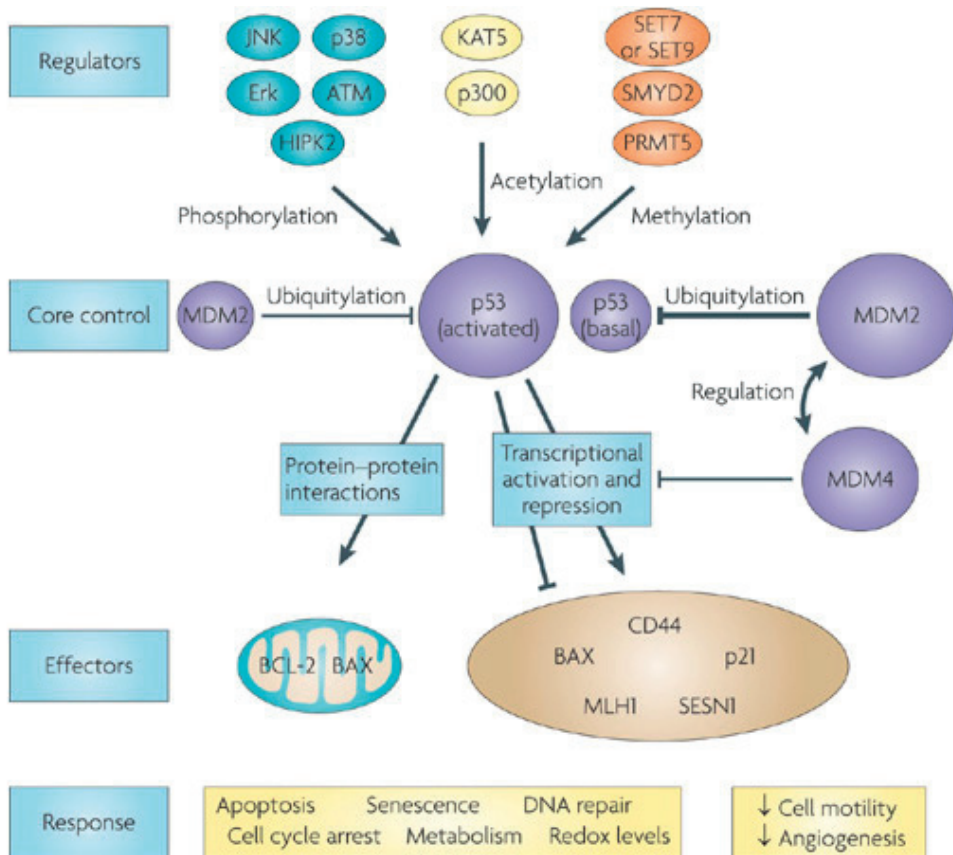 Regulators
JNK
p38
Erk
ATM
HIPK2
KAT5
p300
SET7
or SET9
SMYD2
PRMT5
Phosphorylation
Acetylation
Methylation
Core control
MDM2
Ubiquitylation
p53
(activated)
p53
(basal)
Ubiquitylation
MDM2
Regulation
MDM4
Protein–protein
interactions
Transcriptional
activation and
repression
Effectors
BCL-2
BAX
CD44
BAX
p21
MLH1
SESN1
Response
Apoptosis Senescence DNA repair
Cell cycle arrest Metabolism Redox levels
↓ Cell motility
↓ Angiogenesis